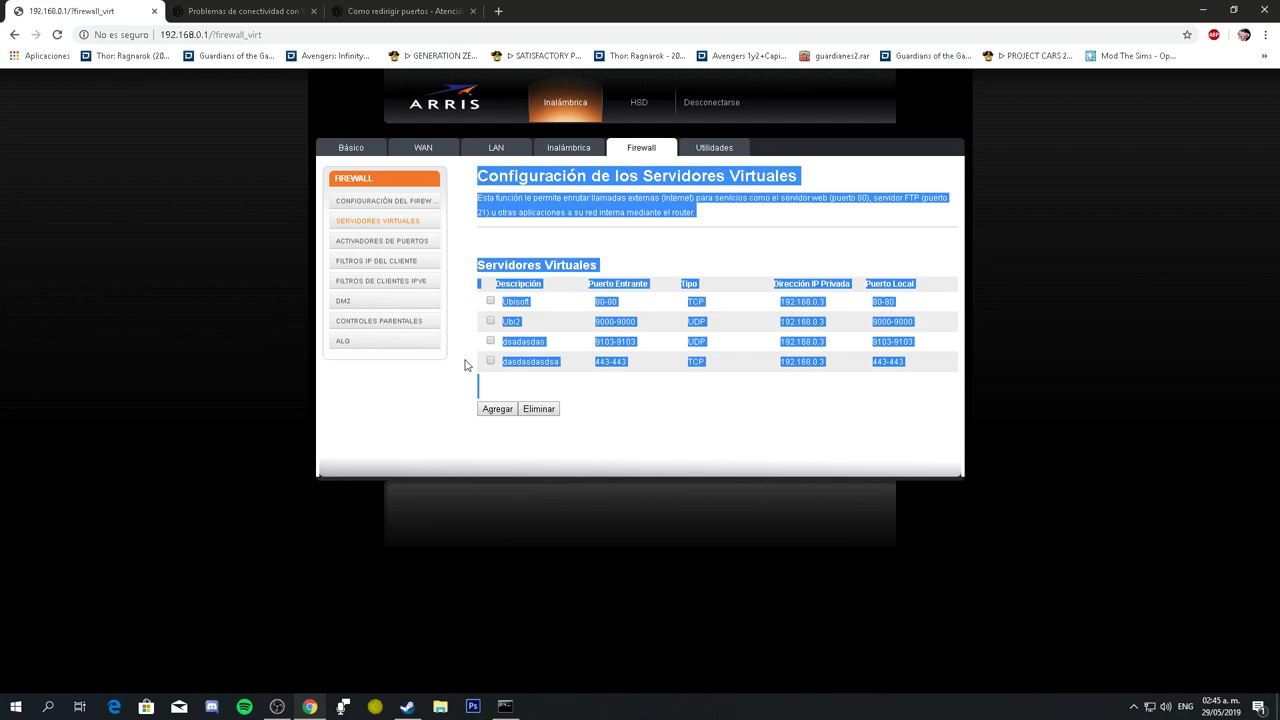 192.168.0.1/?firewall_virt
Problemas de conectividad con
Como redirigir puertos - Atenció
No es seguro
192.168.0.1/?firewall_virt
ABP
Aplicaciones
Thor: Ragnarok (20...
Guardians of the Ga...
Avengers: Infinity...
GENERATION ZE...
SATISFACTORY P...
Thor: Ragnarok - 20...
Avengers 1y2+Capi...
guardianes2.rar
Guardians of the Ga...
PROJECT CARS 2...
Mod The Sims - Op...
ARRIS
Inalámbrica
HSD
Desconectarse
Básico
WAN
LAN
Inalámbrica
Firewall
Utilidades
FIREWALL
CONFIGURACIÓN DEL FIREW ...
SERVIDORES VIRTUALES
ACTIVADORES DE PUERTOS
FILTROS IP DEL CLIENTE
FILTROS DE CLIENTES IPV6
DMZ
CONTROLES PARENTALES
ALG
Configuración de los Servidores Virtuales
Esta función le permite enrutar llamadas externas (Internet) para servicios como el servidor web (puerto 80), servidor FTP (puerto
21) u otras aplicaciones a su red interna mediante el router.
Servidores Virtuales
Descripción Puerto Entrante Tipo Dirección IP Privada Puerto Local
Ubisoft 80-80 TCP 192.168.0.3 80-80
Ubi2 9000-9000 UDP 192.168.0.3 9000-9000
dsadasdas 9103-9103 UDP 192.168.0.3 9103-9103
dasdasdasdsa 443-443 TCP 192.168.0.3 443-443
Agregar
Eliminar
Ps
ENG
02:45 a. m.
29/05/2019
1